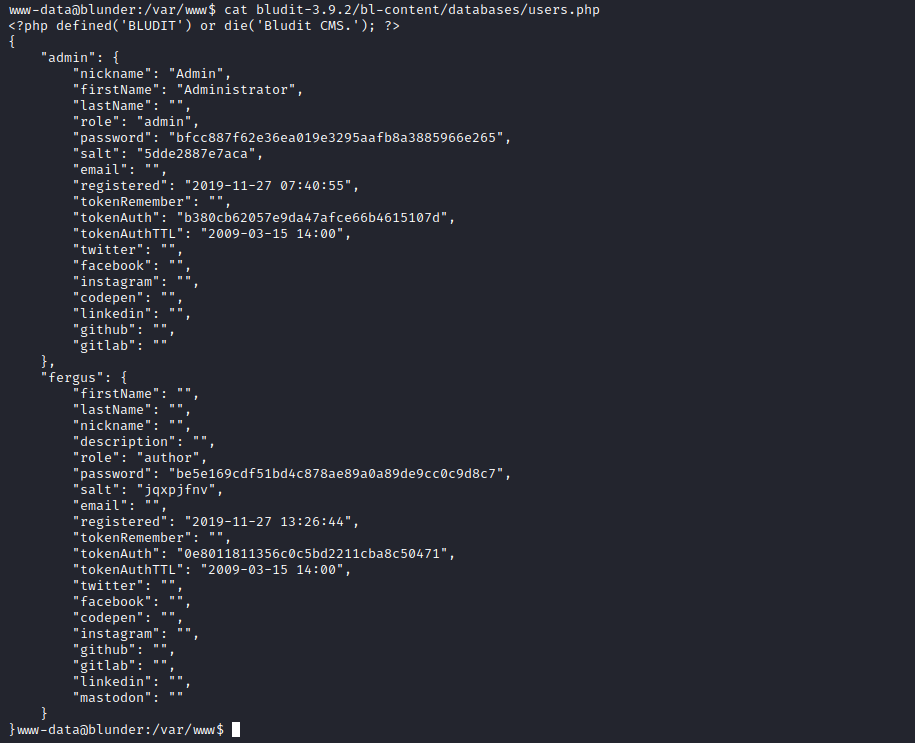 www-data@blunder:/var/www$ cat bludit-3.9.2/bl-content/databases/users.php
<?php defined('BLUDIT') or die('Bludit CMS.'); ?>
{
    "admin": {
        "nickname": "Admin",
        "firstName": "Administrator",
        "lastName": "",
        "role": "admin",
        "password": "bfcc887f62e36ea019e3295aafb8a3885966e265",
        "salt": "5dde2887e7aca",
        "email": "",
        "registered": "2019-11-27 07:40:55",
        "tokenRemember": "",
        "tokenAuth": "b380cb62057e9da47afce66b4615107d",
        "tokenAuthTTL": "2009-03-15 14:00",
        "twitter": "",
        "facebook": "",
        "instagram": "",
        "codepen": "",
        "linkedin": "",
        "github": "",
        "gitlab": ""
    },
    "fergus": {
        "firstName": "",
        "lastName": "",
        "nickname": "",
        "description": "",
        "role": "author",
        "password": "be5e169cdf51bd4c878ae89a0a89de9cc0c9d8c7",
        "salt": "jqxpjfnv",
        "email": "",
        "registered": "2019-11-27 13:26:44",
        "tokenRemember": "",
        "tokenAuth": "0e8011811356c0c5bd2211cba8c50471",
        "tokenAuthTTL": "2009-03-15 14:00",
        "twitter": "",
        "facebook": "",
        "codepen": "",
        "instagram": "",
        "github": "",
        "gitlab": "",
        "linkedin": "",
        "mastodon": ""
    }
}www-data@blunder:/var/www$